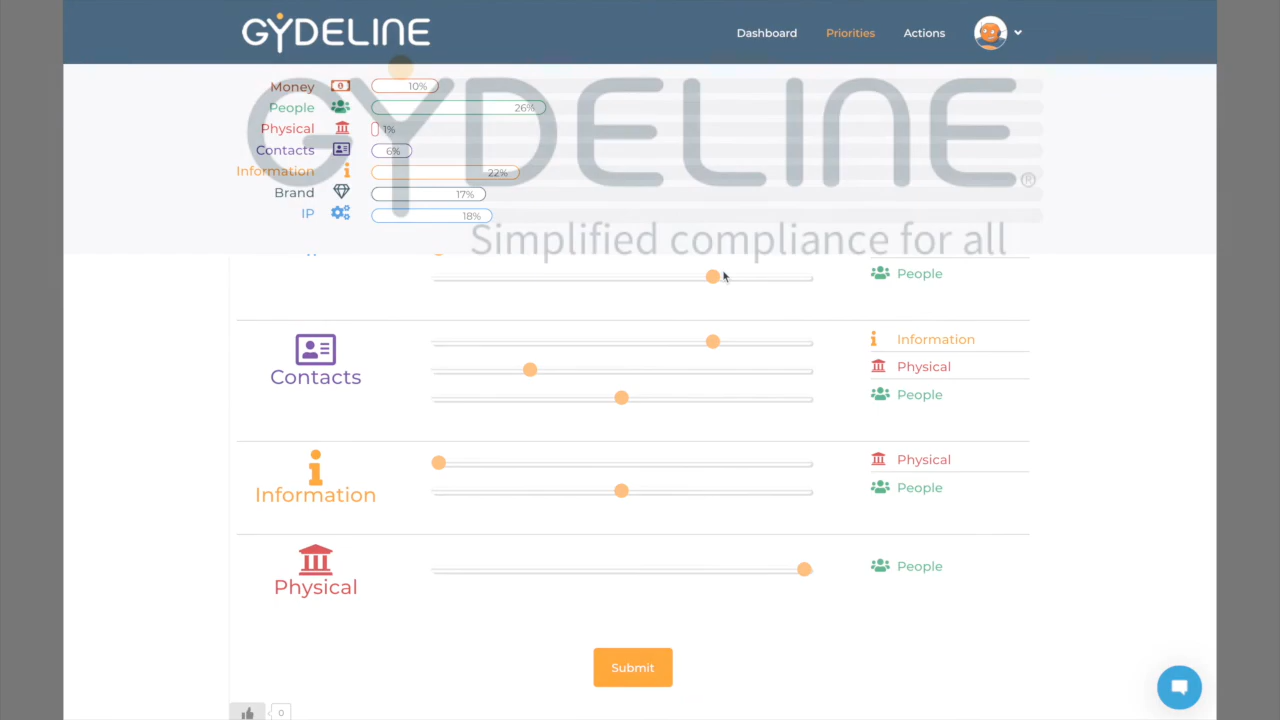 GYDELINE
Dashboard
Priorities
Actions
Money 10%
People 26%
Physical 1%
Contacts 6%
Information 22%
Brand 17%
IP 18%
GYDELINE®
Simplified compliance for all
People
Contacts
Information
Physical
People
Information
Physical
People
Physical
People
Submit
0